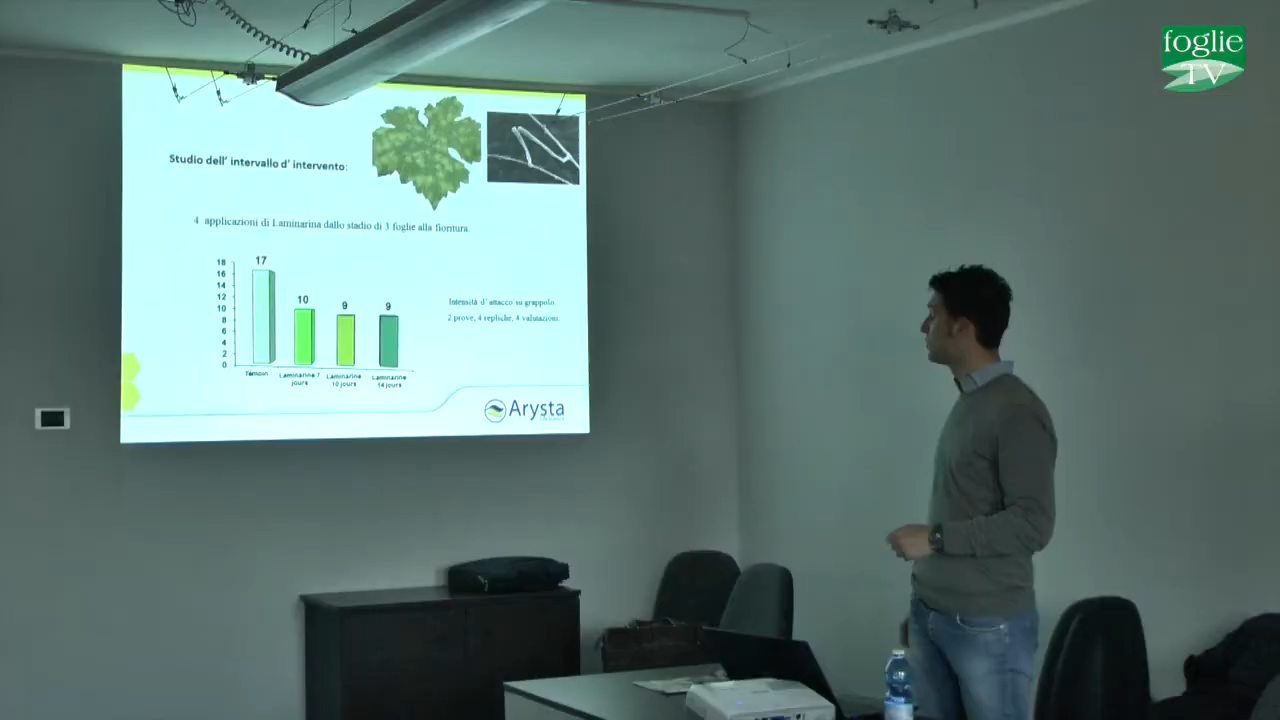 foglie
TV
Studio dell' intervallo d' intervento:
4 applicazioni di Laminarina dallo stadio di 3 foglie alla fioritura.
18
16
14
12
10
8
6
4
2
0
17
10
9
9
Témoin
Laminarine 7
jours
Laminarine
10 jours
Laminarine
14 jours
Intensità d' attacco su grappolo.
2 prove, 4 repliche, 4 valutazioni.
Arysta